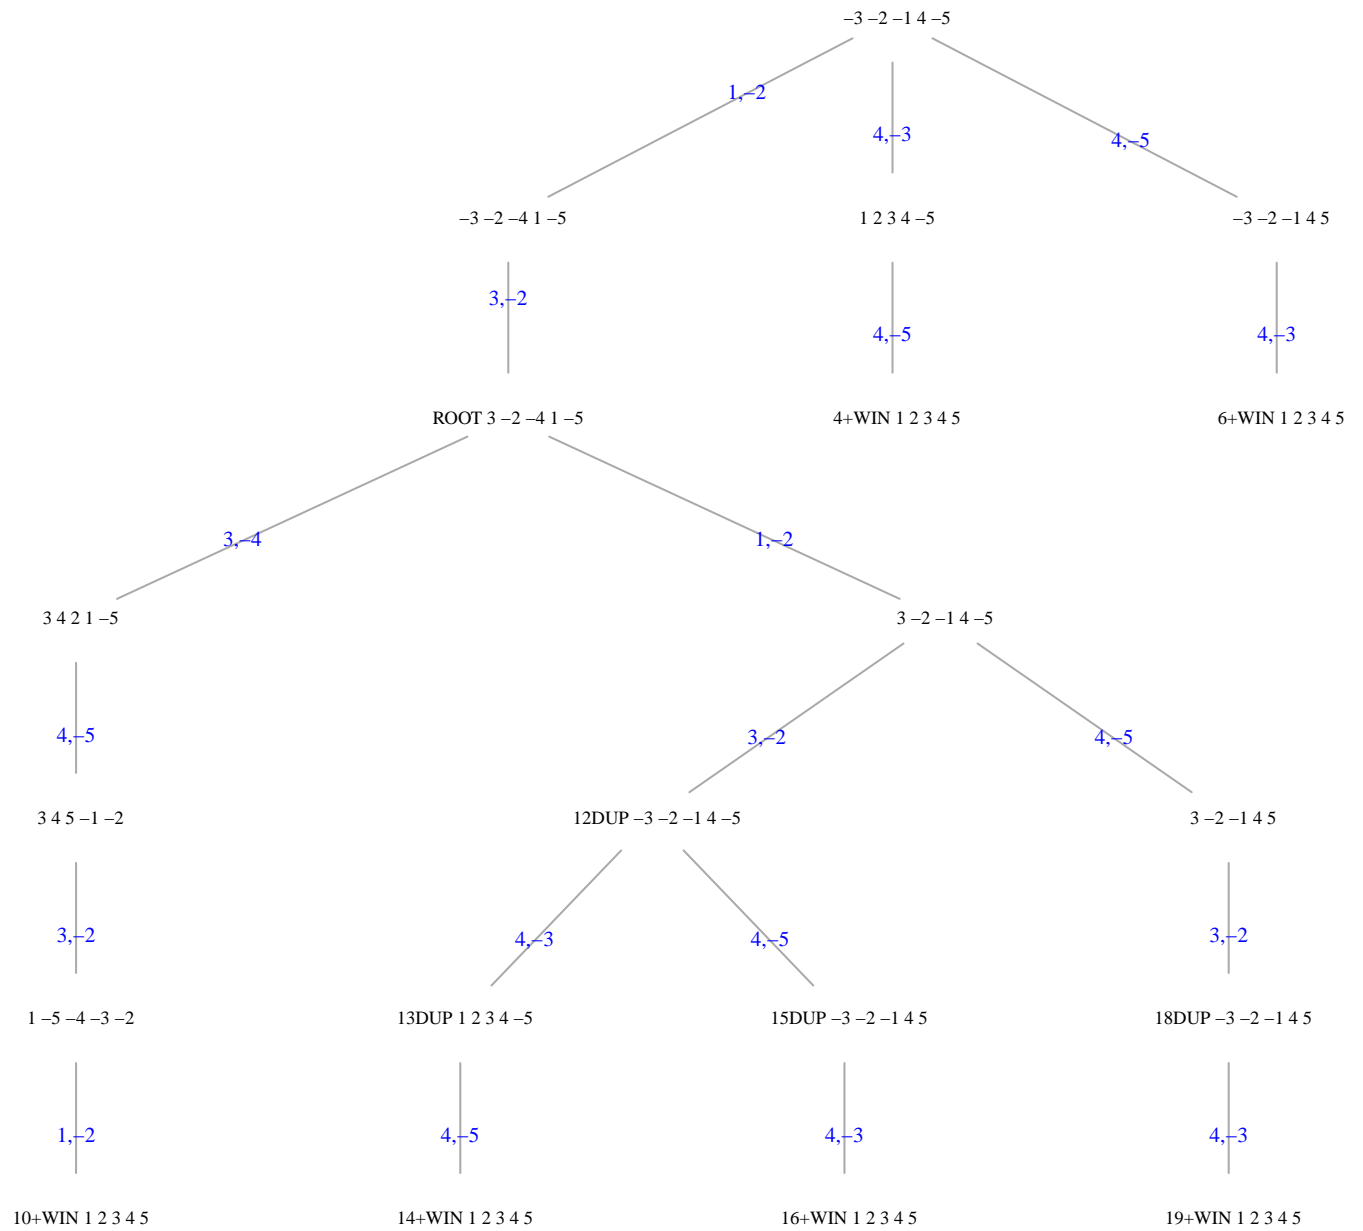 –3 –2 –1 4 –5
1,–2
4,–3
4,–5
–3 –2 –4 1 –5
1 2 3 4 –5
–3 –2 –1 4 5
3,–2
4,–5
4,–3
ROOT 3 –2 –4 1 –5
4+WIN 1 2 3 4 5
6+WIN 1 2 3 4 5
3,–4
1,–2
3 4 2 1 –5
3 –2 –1 4 –5
4,–5
3,–2
4,–5
3 4 5 –1 –2
12DUP –3 –2 –1 4 –5
3 –2 –1 4 5
3,–2
4,–3
4,–5
3,–2
1 –5 –4 –3 –2
13DUP 1 2 3 4 –5
15DUP –3 –2 –1 4 5
18DUP –3 –2 –1 4 5
1,–2
4,–5
4,–3
4,–3
10+WIN 1 2 3 4 5
14+WIN 1 2 3 4 5
16+WIN 1 2 3 4 5
19+WIN 1 2 3 4 5